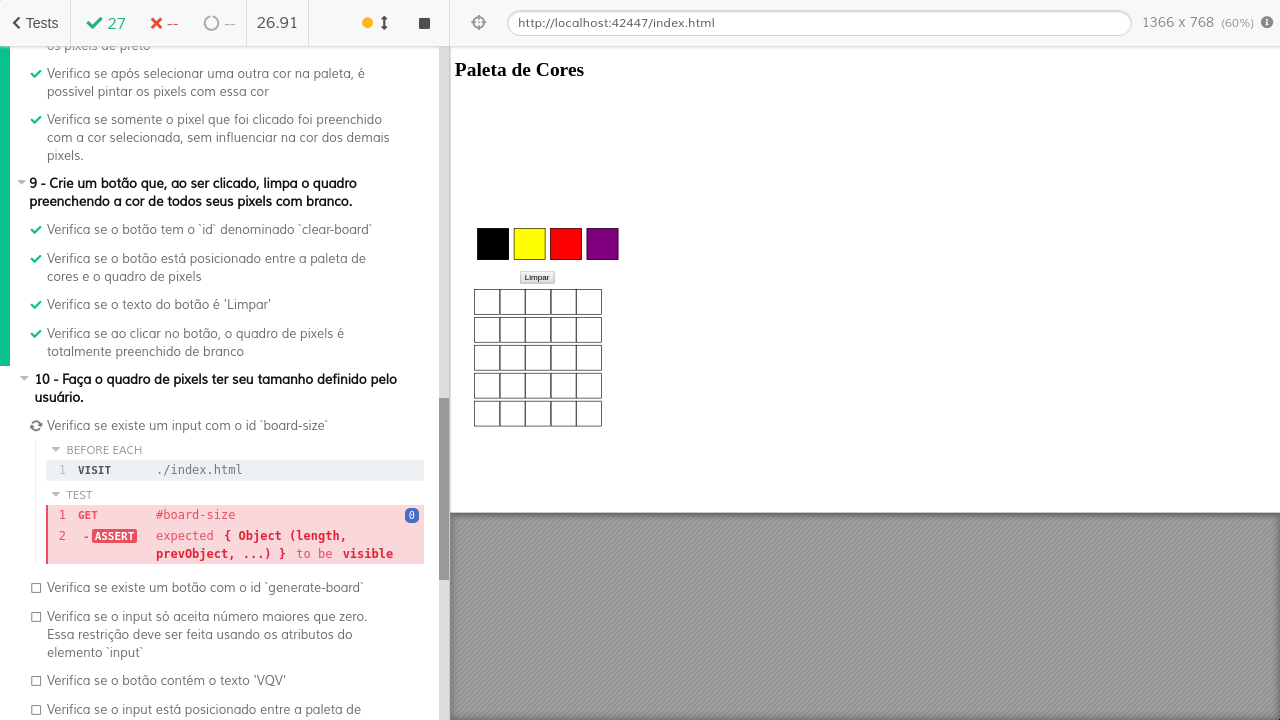 Tests
27
--
--
26.91
http://localhost:42447/index.html
1366 x 768 (60%)
os pixels de preto
Verifica se após selecionar uma outra cor na paleta, é
possível pintar os pixels com essa cor
Verifica se somente o pixel que foi clicado foi preenchido
com a cor selecionada, sem influenciar na cor dos demais
pixels.
9 - Crie um botão que, ao ser clicado, limpa o quadro
preenchendo a cor de todos seus pixels com branco.
Verifica se o botão tem o `id` denominado `clear-board`
Verifica se o botão está posicionado entre a paleta de
cores e o quadro de pixels
Verifica se o texto do botão é 'Limpar'
Verifica se ao clicar no botão, o quadro de pixels é
totalmente preenchido de branco
10 - Faça o quadro de pixels ter seu tamanho definido pelo
usuário.
Verifica se existe um input com o id `board-size`
BEFORE EACH
1 VISIT ./index.html
TEST
1 GET #board-size 0
2 -ASSERT expected { Object (length,
prevObject, ...) } to be visible
Verifica se existe um botão com o id `generate-board`
Verifica se o input só aceita número maiores que zero.
Essa restrição deve ser feita usando os atributos do
elemento `input`
Verifica se o botão contém o texto 'VQV'
Verifica se o input está posicionado entre a paleta de
Paleta de Cores
Limpar